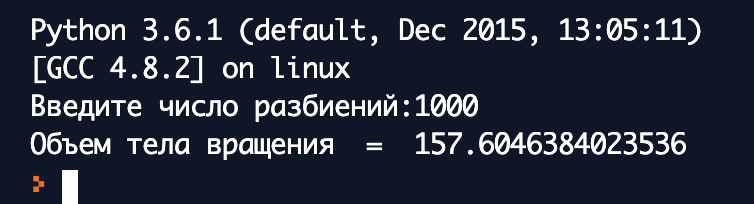 Python 3.6.1 (default, Dec 2015, 13:05:11)
[GCC 4.8.2] on linux
Введите число разбиений:1000
Объем тела вращения  =  157.6046384023536
>